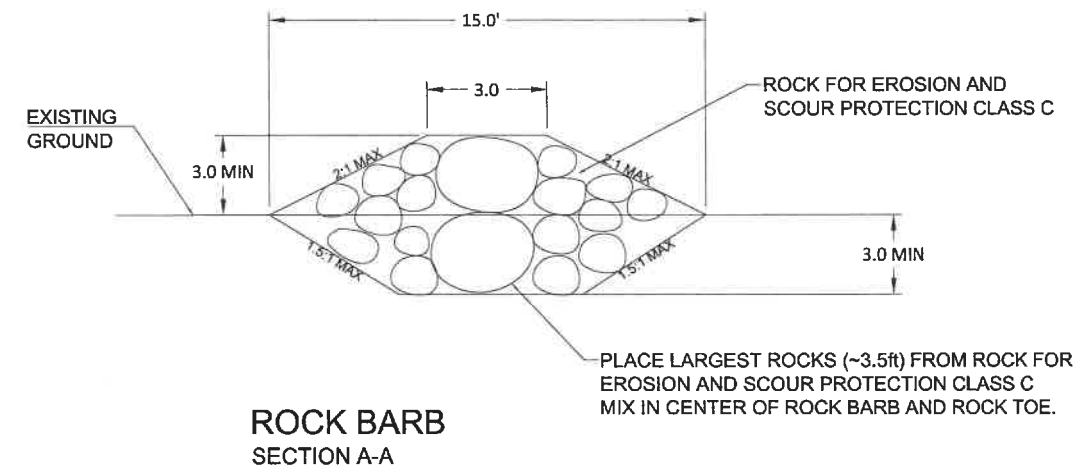 15.0'
3.0
ROCK FOR EROSION AND
SCOUR PROTECTION CLASS C
EXISTING
GROUND
3.0 MIN
2:1 MAX
2:1 MAX
1.5:1 MAX
1.5:1 MAX
3.0 MIN
PLACE LARGEST ROCKS (~3.5ft) FROM ROCK FOR
EROSION AND SCOUR PROTECTION CLASS C
MIX IN CENTER OF ROCK BARB AND ROCK TOE.
ROCK BARB
SECTION A-A